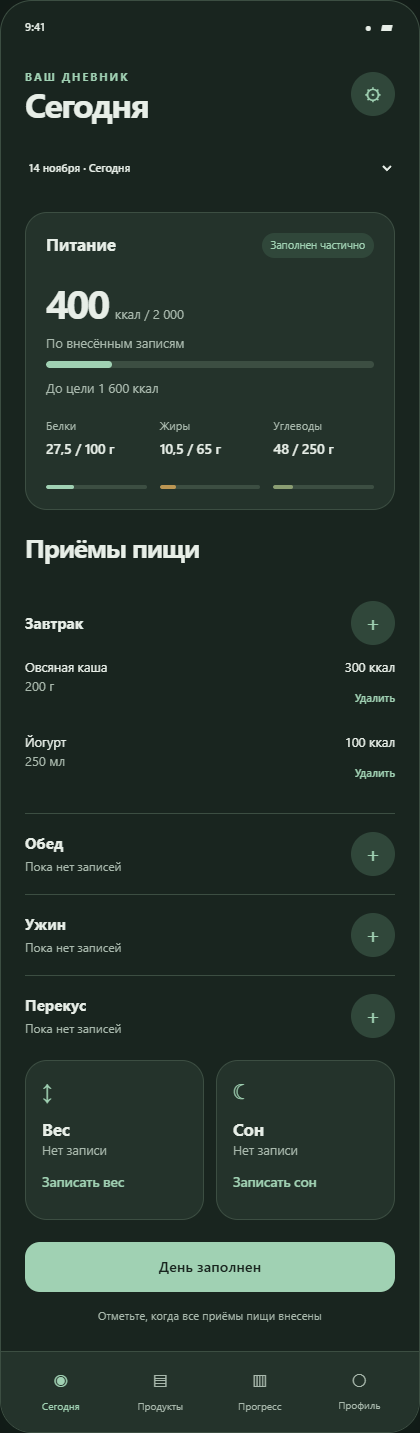 9:41
ВАШ ДНЕВНИК
Сегодня
14 ноября · Сегодня
Питание
Заполнен частично
400 ккал / 2 000
По внесённым записям
До цели 1 600 ккал
Белки Жиры Углеводы
27,5 / 100 г 10,5 / 65 г 48 / 250 г
Приёмы пищи
Завтрак +
Овсяная каша 300 ккал
200 г
Удалить
Йогурт 100 ккал
250 мл
Удалить
Обед +
Пока нет записей
Ужин +
Пока нет записей
Перекус +
Пока нет записей
Вес Сон
Нет записи Нет записи
Записать вес Записать сон
День заполнен
Отметьте, когда все приёмы пищи внесены
Сегодня Продукты Прогресс Профиль